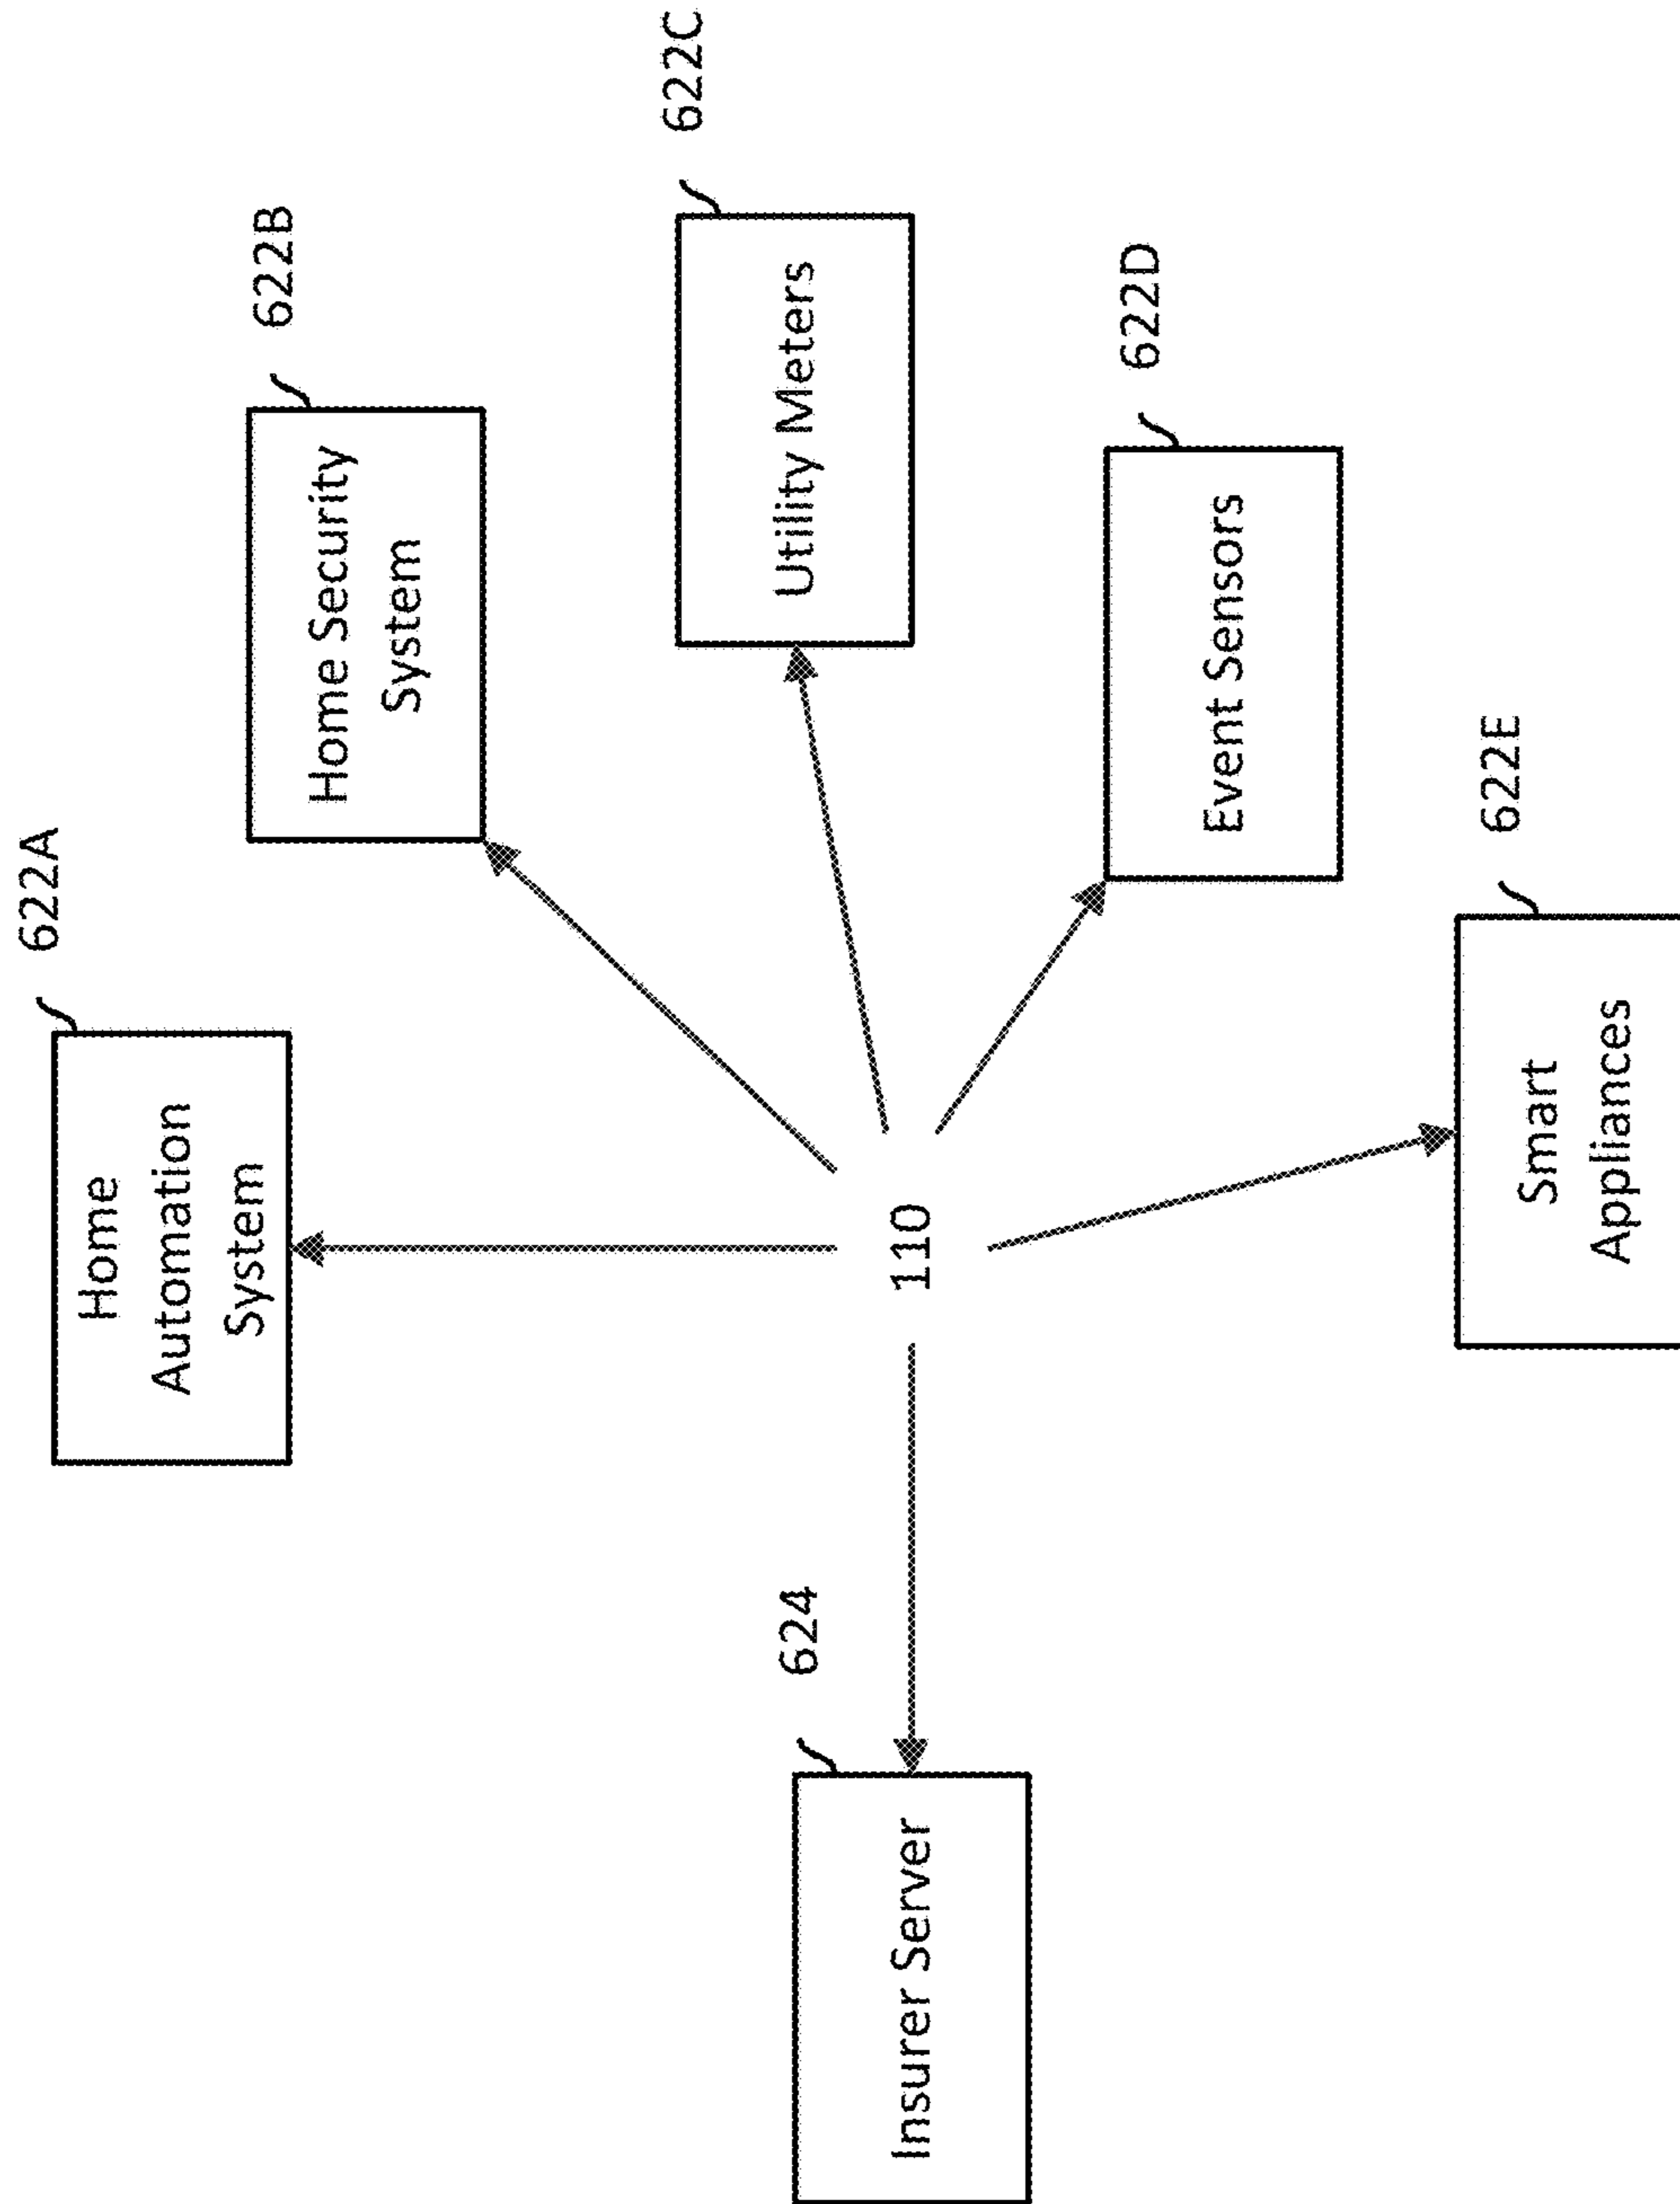 622A
Home
Automation
System
622B
Home Security
System
622C
Utility Meters
624
Insurer Server
110
622D
Event Sensors
622E
Smart
Appliances